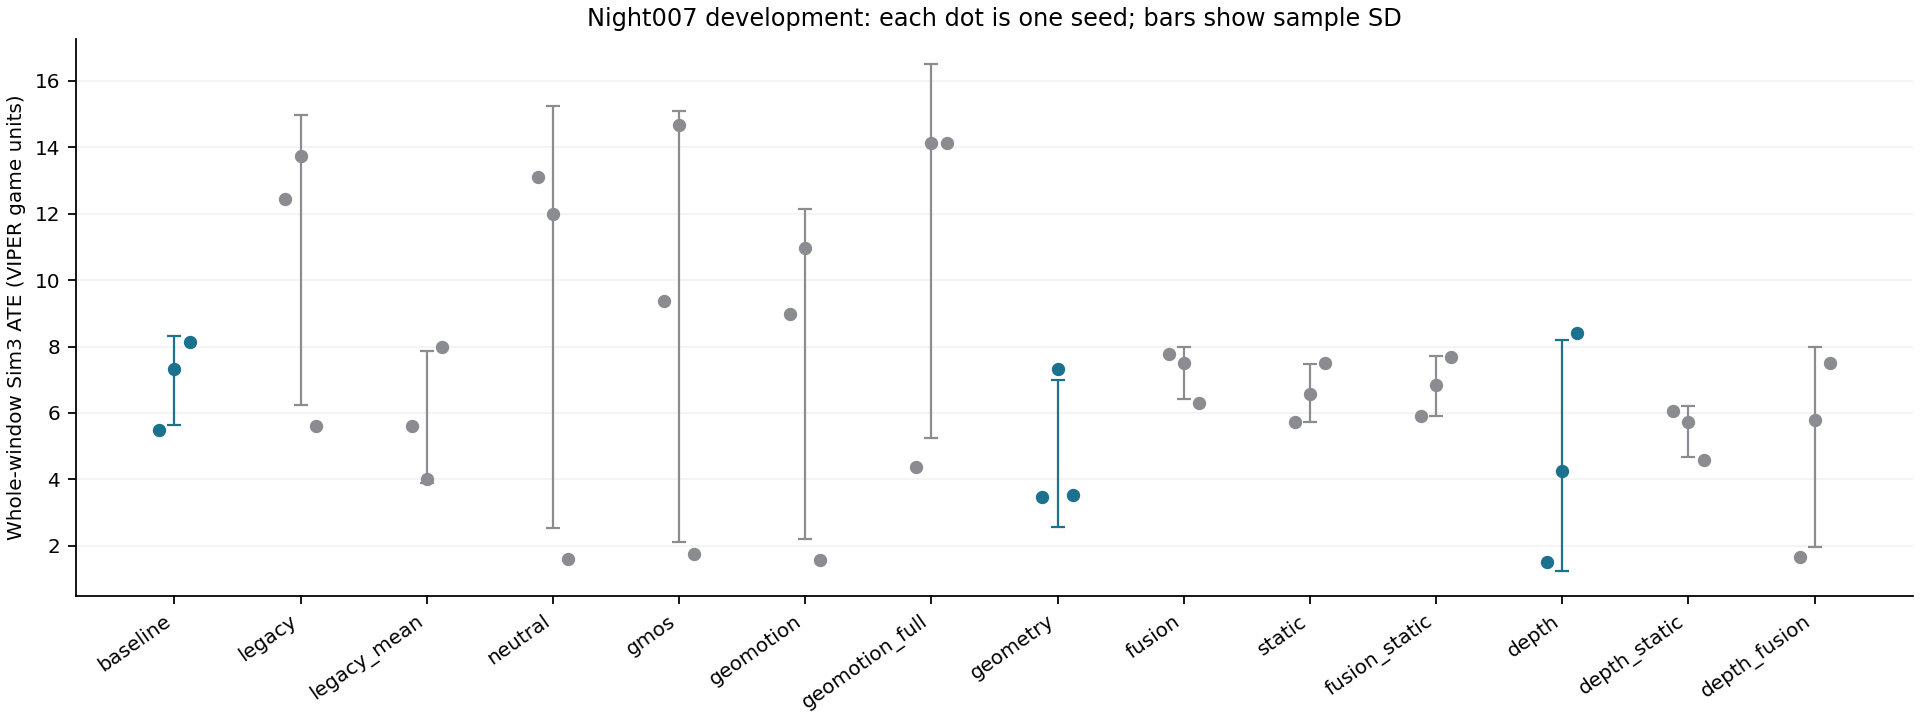 Night007 development: each dot is one seed; bars show sample SD
Whole-window Sim3 ATE (VIPER game units)
16
14
12
10
8
6
4
2
baseline
legacy
legacy_mean
neutral
gmos
geomotion
geomotion_full
geometry
fusion
static
fusion_static
depth
depth_static
depth_fusion